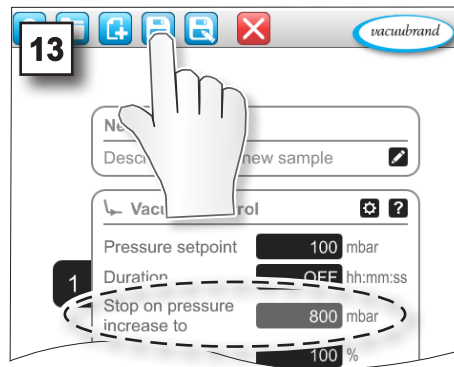 13
vacuubrand
Ne
Desc new sample
Vacu rol
Pressure setpoint 100 mbar
1
Duration OFF hh:mm:ss
Stop on pressure
increase to 800 mbar
100 %